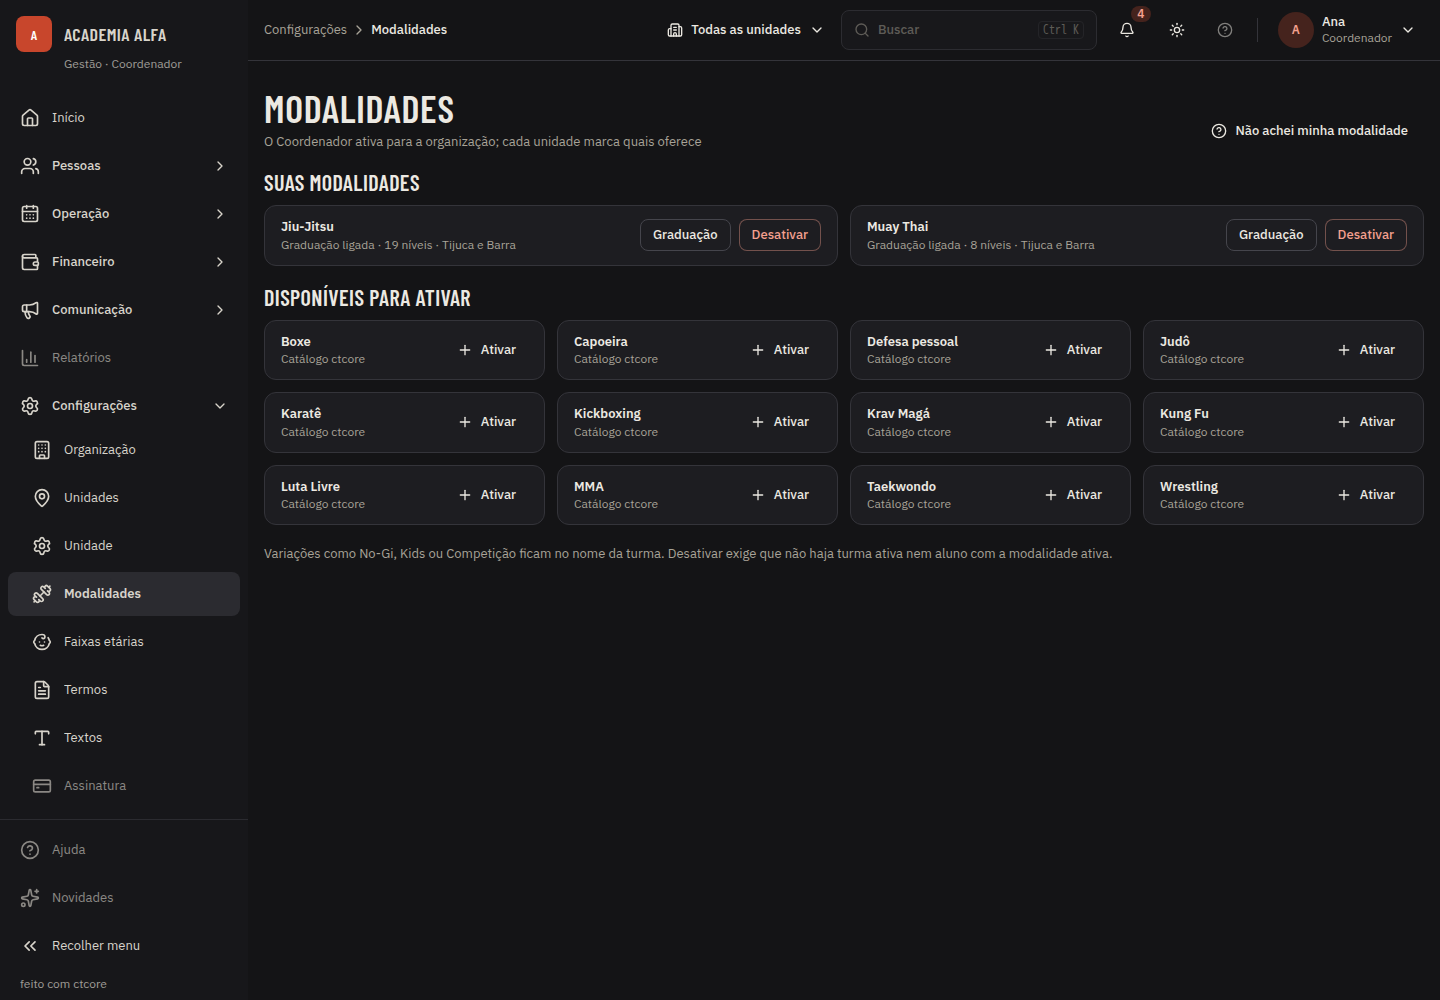 A
ACADEMIA ALFA
Gestão · Coordenador
Início
Pessoas
Operação
Financeiro
Comunicação
Relatórios
Configurações
Organização
Unidades
Unidade
Modalidades
Faixas etárias
Termos
Textos
Assinatura
Ajuda
Novidades
Recolher menu
feito com ctcore
Configurações > Modalidades
Todas as unidades
Buscar
Ctrl K
4
A
Ana
Coordenador
MODALIDADES
O Coordenador ativa para a organização; cada unidade marca quais oferece
Não achei minha modalidade
SUAS MODALIDADES
Jiu-Jitsu
Graduação ligada · 19 níveis · Tijuca e Barra
Graduação
Desativar
Muay Thai
Graduação ligada · 8 níveis · Tijuca e Barra
Graduação
Desativar
DISPONÍVEIS PARA ATIVAR
Boxe
Catálogo ctcore
+ Ativar
Capoeira
Catálogo ctcore
+ Ativar
Defesa pessoal
Catálogo ctcore
+ Ativar
Judô
Catálogo ctcore
+ Ativar
Karatê
Catálogo ctcore
+ Ativar
Kickboxing
Catálogo ctcore
+ Ativar
Krav Magá
Catálogo ctcore
+ Ativar
Kung Fu
Catálogo ctcore
+ Ativar
Luta Livre
Catálogo ctcore
+ Ativar
MMA
Catálogo ctcore
+ Ativar
Taekwondo
Catálogo ctcore
+ Ativar
Wrestling
Catálogo ctcore
+ Ativar
Variações como No-Gi, Kids ou Competição ficam no nome da turma. Desativar exige que não haja turma ativa nem aluno com a modalidade ativa.